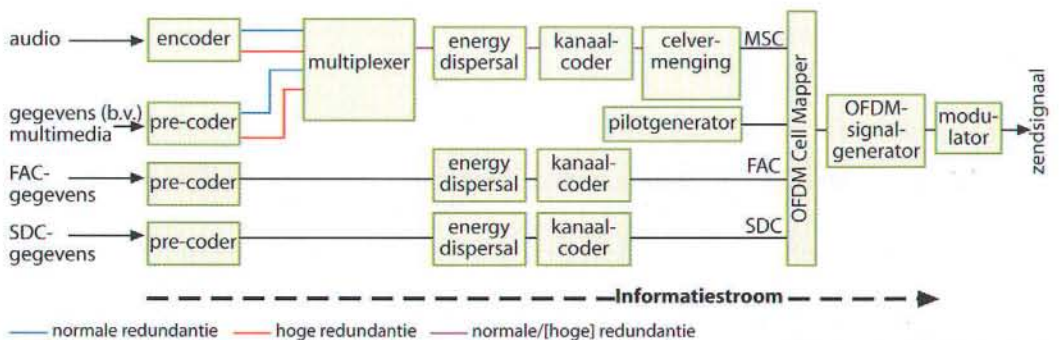 audio
encoder
multiplexer
energy
dispersal
kanaal-
coder
celver-
menging
MSC
gegevens (b.v.)
multimedia
pre-coder
pilotgenerator
OFDM Cell Mapper
OFDM-
signal-
generator
modu-
lator
zendsignaal
FAC-
gegevens
pre-coder
energy
dispersal
kanaal-
coder
FAC
SDC-
gegevens
pre-coder
energy
dispersal
kanaal-
coder
SDC
Informatiestroom
normale redundantie
hoge redundantie
normale/[hoge] redundantie